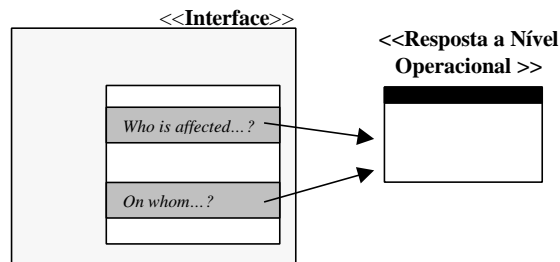 <<Interface>>
<<Resposta a Nível
Operacional >>
Who is affected…?
On whom…?